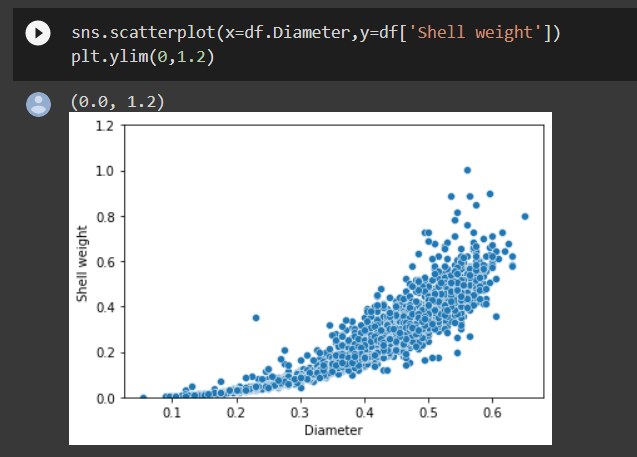 sns.scatterplot(x=df.Diameter,y=df['Shell weight'])
plt.ylim(0,1.2)
(0.0, 1.2)
1.2
1.0
0.8
0.6
0.4
0.2
0.0
Shell weight
0.1 0.2 0.3 0.4 0.5 0.6
Diameter